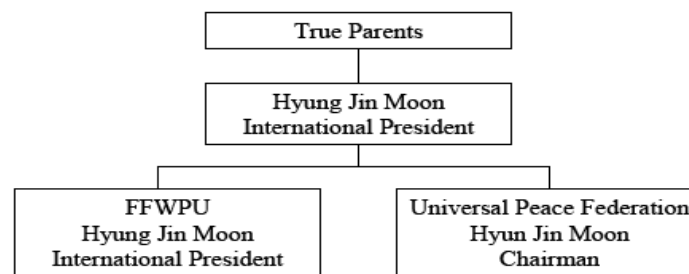 True Parents
Hyung Jin Moon
International President
FFWPU
Hyung Jin Moon
International President
Universal Peace Federation
Hyun Jin Moon
Chairman